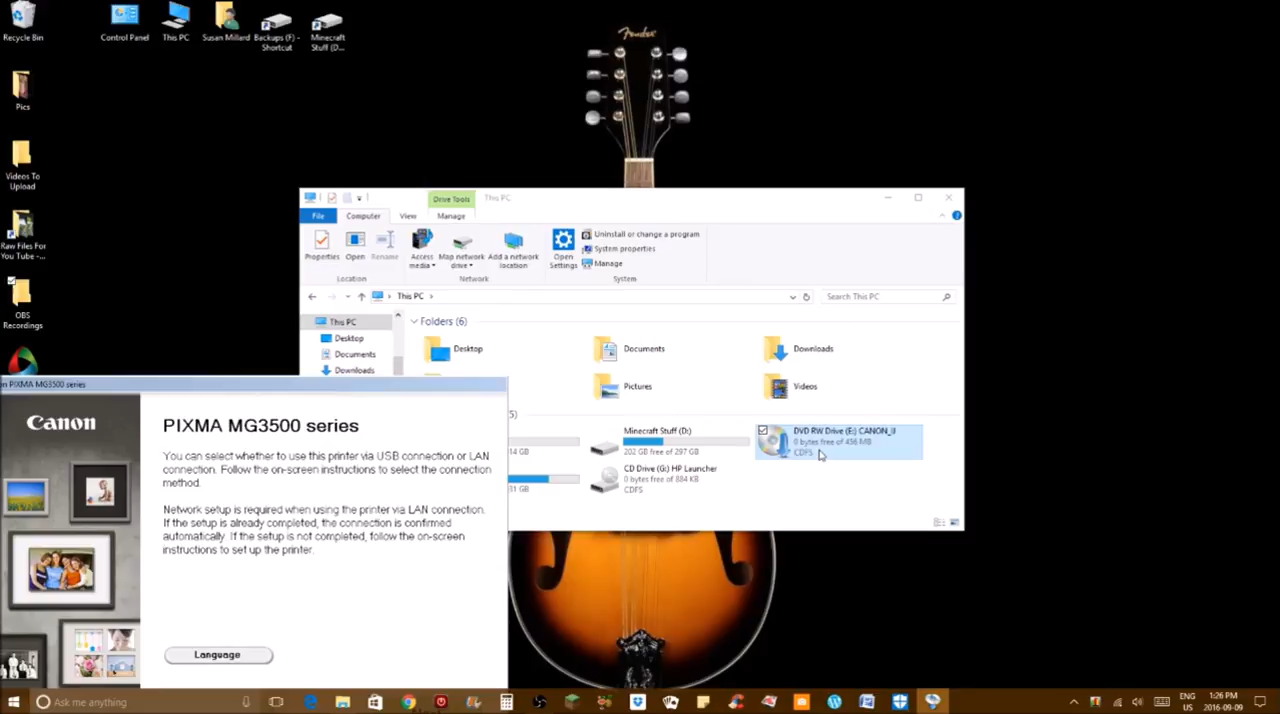 Recycle Bin
Control Panel
This PC
Susan Millard
Backups (F) - Shortcut
Minecraft Stuff (D...
Fender
Pics
Videos To Upload
Raw Files For You Tube -...
OBS Recordings
Drive Tools
This PC
File
Computer
View
Manage
Properties
Open
Rename
Access media
Map network drive
Add a network location
Open Settings
Uninstall or change a program
System properties
Manage
Location
Network
System
This PC
Search This PC
This PC
Desktop
Documents
Downloads
Folders (6)
Desktop
Documents
Downloads
Pictures
Videos
5)
Minecraft Stuff (D:)
202 GB free of 297 GB
DVD RW Drive (E:) CANON_IJ
0 bytes free of 456 MB
CDFS
14 GB
CD Drive (G:) HP Launcher
0 bytes free of 884 KB
CDFS
31 GB
on PIXMA MG3500 series
Canon
PIXMA MG3500 series
You can select whether to use this printer via USB connection or LAN
connection. Follow the on-screen instructions to select the connection
method.
Network setup is required when using the printer via LAN connection.
If the setup is already completed, the connection is confirmed
automatically. If the setup is not completed, follow the on-screen
instructions to set up the printer.
Language
Ask me anything
ENG
US
1:26 PM
2016-09-09